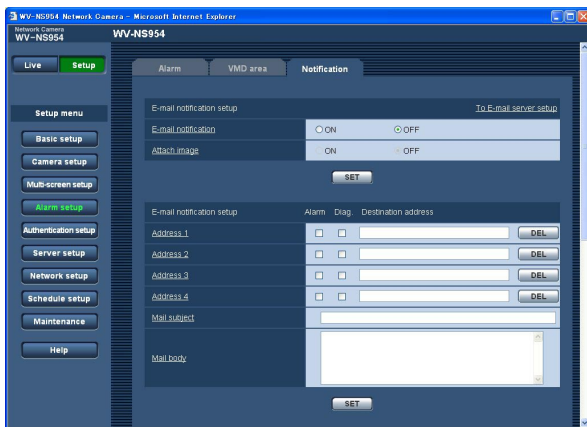 WV-NS954 Network Camera - Microsoft Internet Explorer
Network Camera
WV-NS954
WV-NS954
Live
Setup
Setup menu
Basic setup
Camera setup
Multi-screen setup
Alarm setup
Authentication setup
Server setup
Network setup
Schedule setup
Maintenance
Help
Alarm VMD area Notification
E-mail notification setup To E-mail server setup
E-mail notification ON OFF
Attach image ON OFF
SET
E-mail notification setup Alarm Diag. Destination address
Address 1 DEL
Address 2 DEL
Address 3 DEL
Address 4 DEL
Mail subject
Mail body
SET